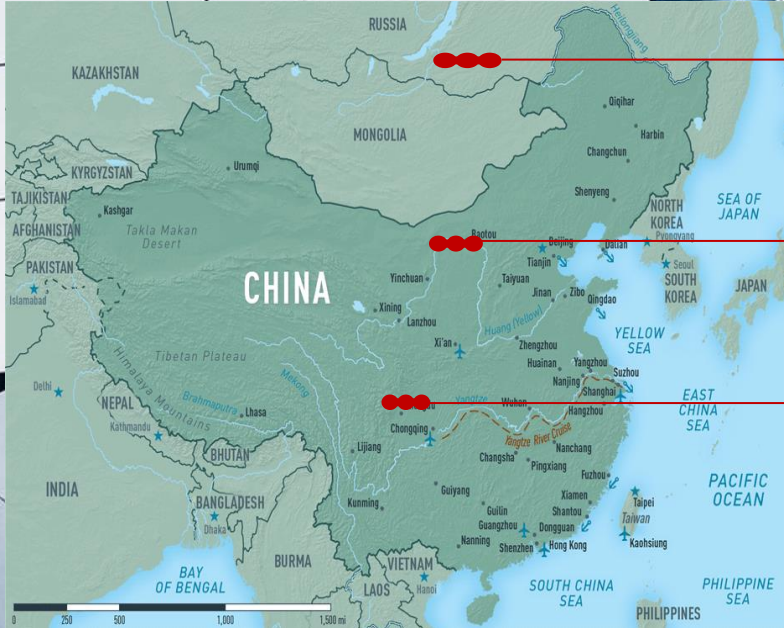 RUSSIA
Heilongjiang
KAZAKHSTAN
MONGOLIA
Qiqihar
Harbin
Changchun
KYRGYZSTAN
Urumqi
Shenyeng
TAJIKISTAN
Kashgar
NORTH
KOREA
SEA OF
JAPAN
AFGHANISTAN
Takla Makan
Desert
Baotou
Beijing
Dalian
Pyongyang
PAKISTAN
Tianjin
Seoul
Islamabad
CHINA
Yinchuan
Taiyuan
SOUTH
KOREA
JAPAN
Jinan
Zibo
Qingdao
Xining
Lanzhou
Huang (Yellow)
YELLOW
SEA
Xi'an
Zhengzhou
Tibetan Plateau
Huainan
Yangzhou
Himalaya Mountains
Mekong
Nanjing
Suzhou
Delhi
Brahmaputra
Shanghai
NEPAL
Lhasa
Yangtze
Wuhan
Hangzhou
EAST
CHINA
SEA
Kathmandu
Chongqing
Yangtze River Cruise
BHUTAN
Lijiang
Nanchang
Changsha
Pingxiang
INDIA
Fuzhou
PACIFIC
OCEAN
BANGLADESH
Kunming
Guiyang
Xiamen
Taipei
Guilin
Shantou
Taiwan
Dhaka
Guangzhou
Dongguan
Kaohsiung
BURMA
Nanning
Shenzhen
Hong Kong
VIETNAM
BAY
OF BENGAL
LAOS
Hanoi
SOUTH CHINA
SEA
PHILIPPINE
SEA
PHILIPPINES
0 250 500 1,000 1,500 mi